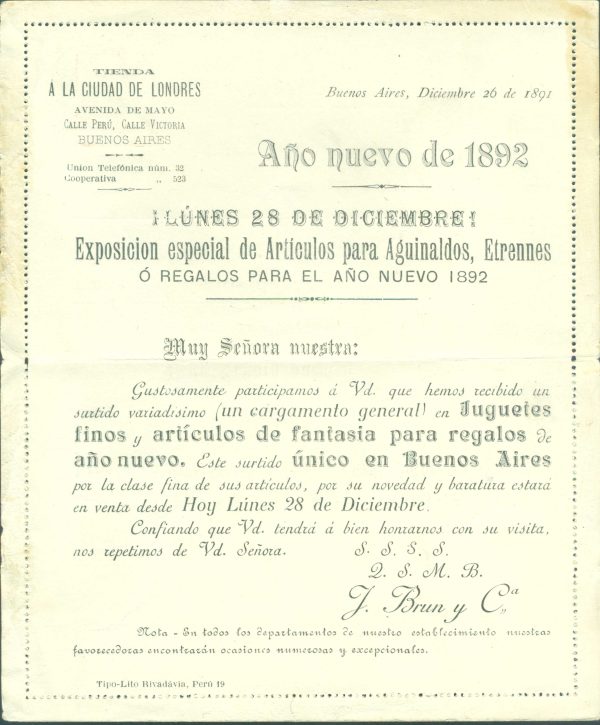 TIENDA
Á LA CIUDAD DE LONDRES
AVENIDA DE MAYO
CALLE PERÚ, CALLE VICTORIA
BUENOS AIRES
Union Telefónica núm. 32
Cooperativa „ 523
Buenos Aires, Diciembre 26 de 1891
Año nuevo de 1892
¡LÚNES 28 DE DICIEMBRE!
Exposicion especial de Artículos para Aguinaldos, Etrennes
Ó REGALOS PARA EL AÑO NUEVO 1892
Muy Señora nuestra:
Gustosamente participamos á Vd. que hemos recibido un
surtido variadísimo (un cargamento general) en Juguetes
finos y artículos de fantasia para regalos de
año nuevo. Este surtido único en Buenos Aires
por la clase fina de sus artículos, por su novedad y baratura estará
en venta desde Hoy Lúnes 28 de Diciembre.
Confiando que Vd. tendrá á bien honrarnos con su visita,
nos repetimos de Vd. Señora. S. S. S. S.
Q. S. M. B.
J. Brun y Cª
Nota - En todos los departamentos de nuestro establecimiento nuestras
favorecedoras encontrarán ocasiones numerosas y excepcionales.
Tipo-Lito Rivadávia, Perú 19